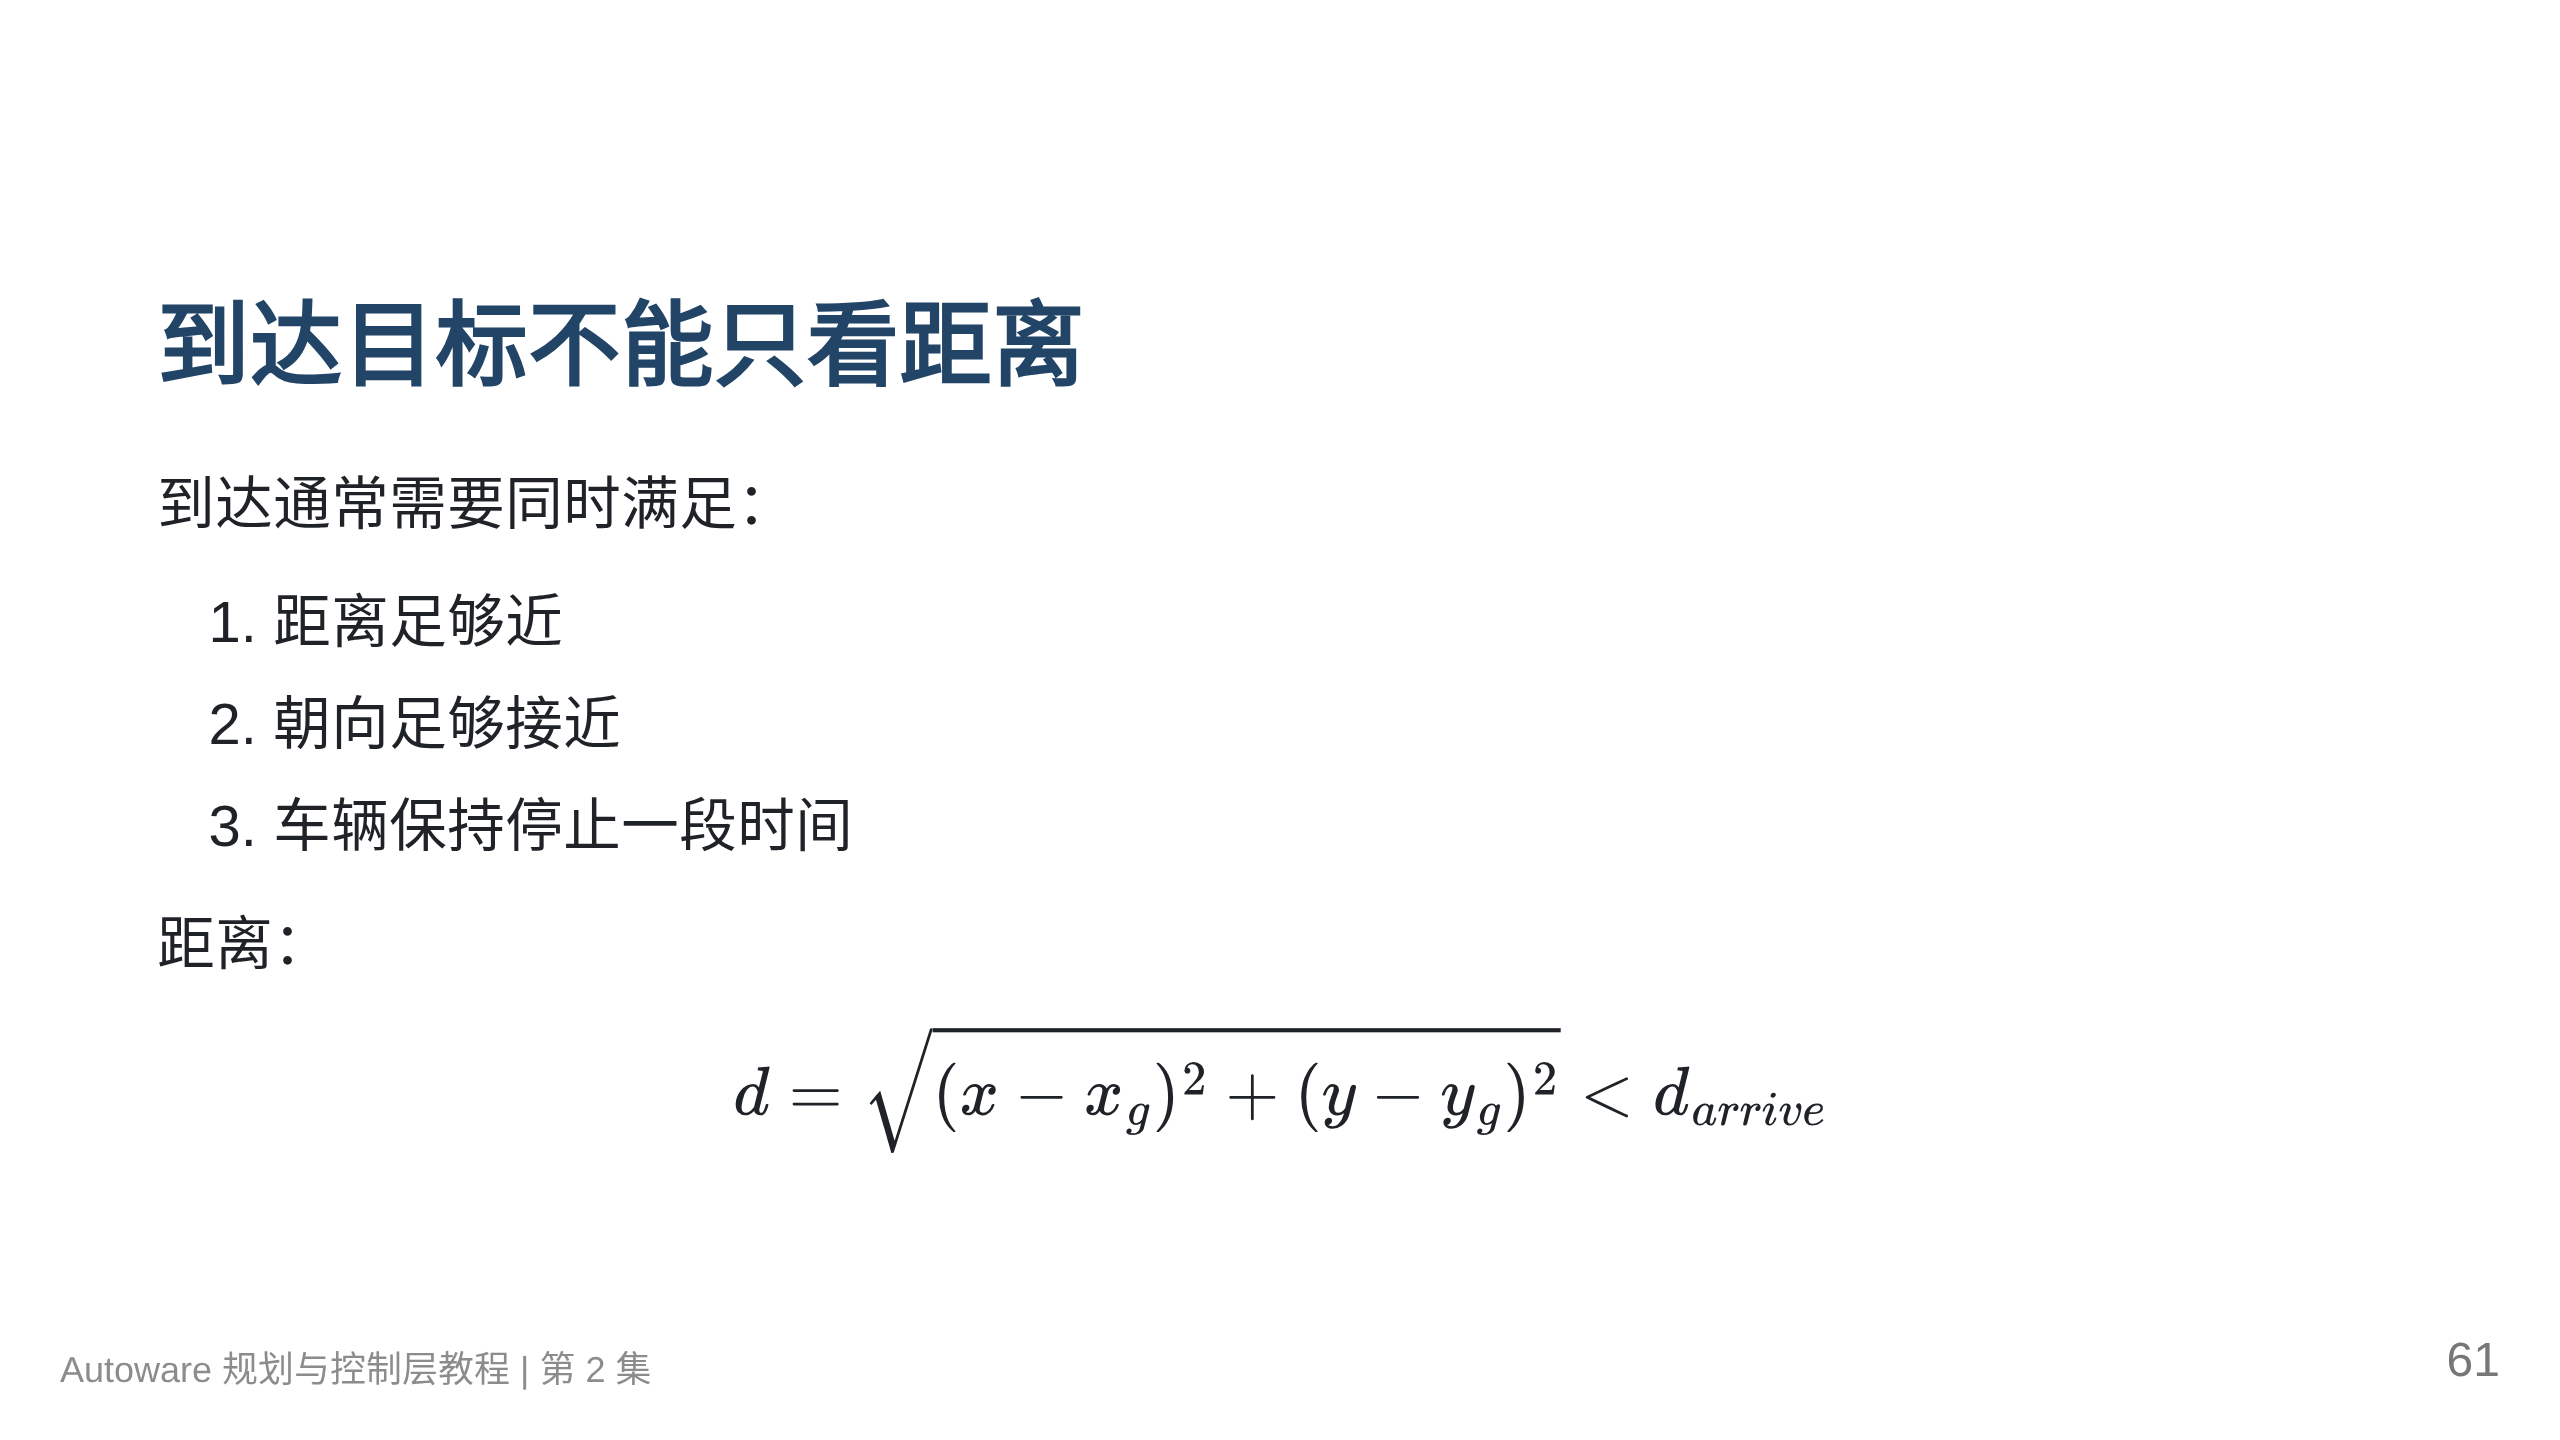 到达目标不能只看距离
到达通常需要同时满足：
1. 距离足够近
2. 朝向足够接近
3. 车辆保持停止一段时间
距离：
$d = \sqrt{(x - x_g)^2 + (y - y_g)^2} < d_{arrive}$
Autoware 规划与控制层教程 | 第 2 集
61